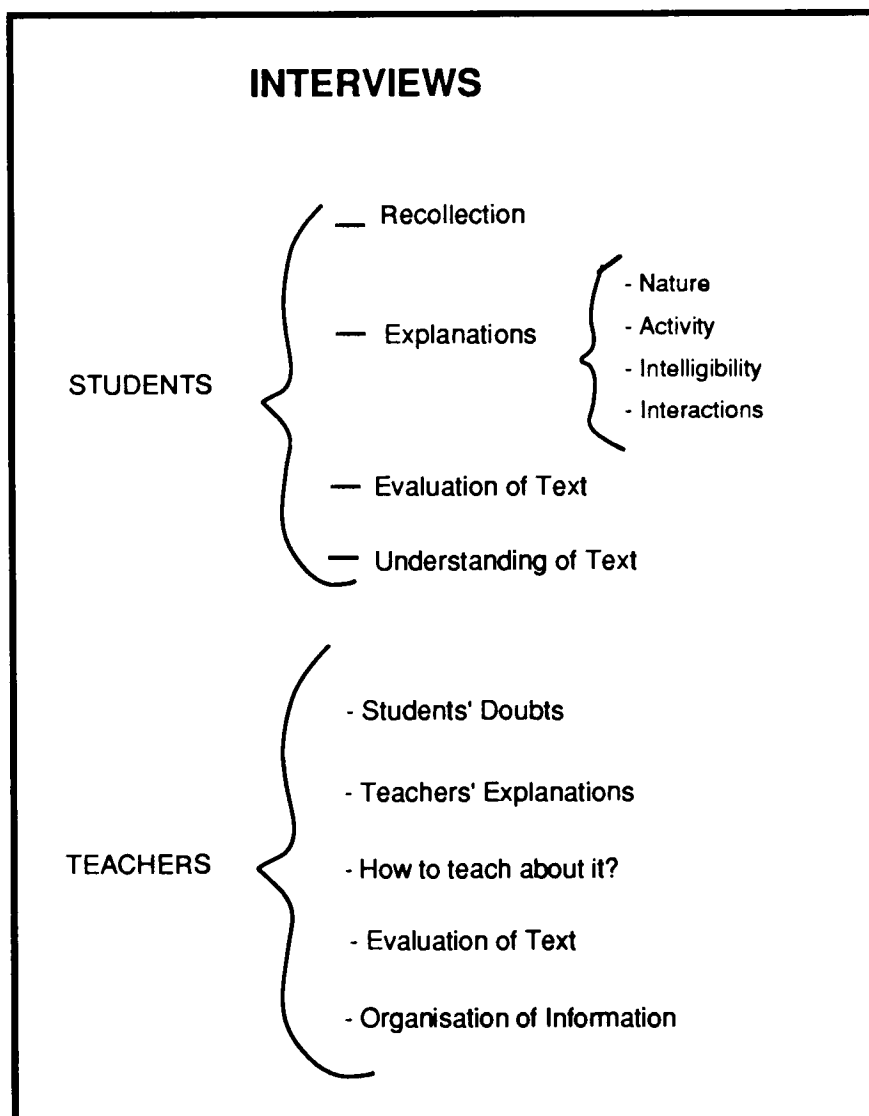 INTERVIEWS
STUDENTS
— Recollection
— Explanations
- Nature
- Activity
- Intelligibility
- Interactions
— Evaluation of Text
— Understanding of Text
TEACHERS
- Students' Doubts
- Teachers' Explanations
- How to teach about it?
- Evaluation of Text
- Organisation of Information